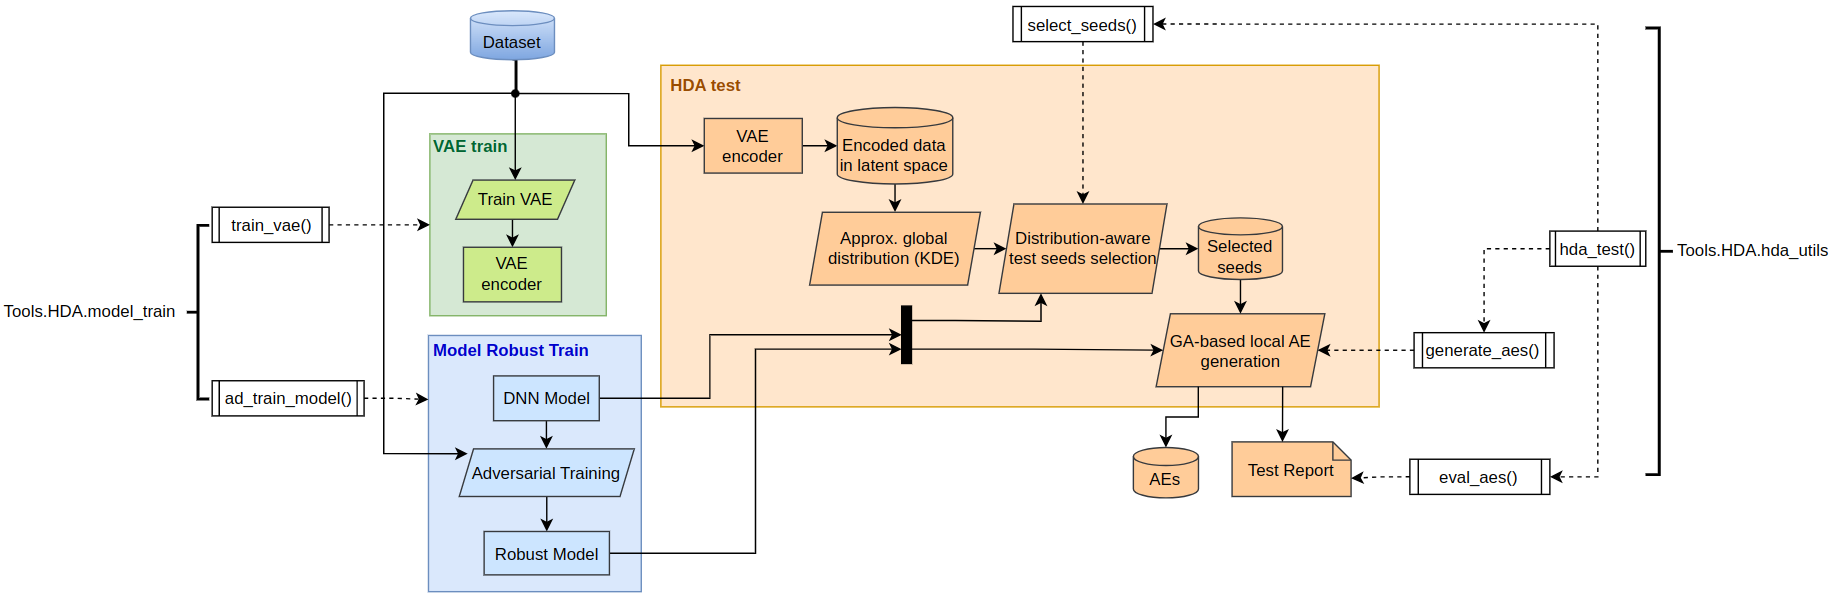 Dataset
select_seeds()
HDA test
VAE train
VAE
encoder
Encoded data
in latent space
Train VAE
train_vae()
VAE
encoder
Approx. global
distribution (KDE)
Distribution-aware
test seeds selection
Selected
seeds
hda_test()
Tools.HDA.hda_utils
Tools.HDA.model_train
Model Robust Train
GA-based local AE
generation
generate_aes()
ad_train_model()
DNN Model
Adversarial Training
AEs
Test Report
eval_aes()
Robust Model